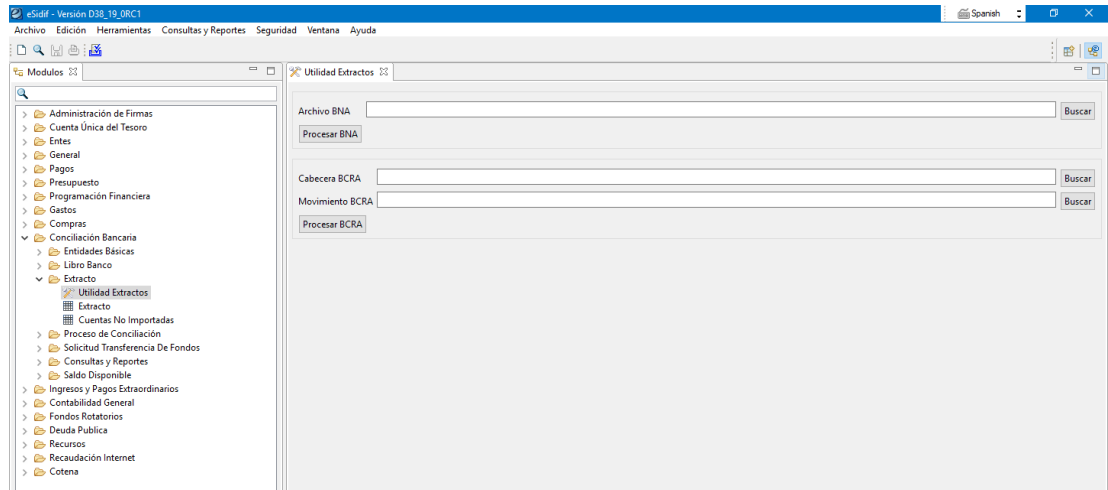 eSidif - Versión D38_19_0RC1
Spanish
Archivo Edición Herramientas Consultas y Reportes Seguridad Ventana Ayuda
Modulos
Administración de Firmas
Cuenta Única del Tesoro
Entes
General
Pagos
Presupuesto
Programación Financiera
Gastos
Compras
Conciliación Bancaria
Entidades Básicas
Libro Banco
Extracto
Utilidad Extractos
Extracto
Cuentas No Importadas
Proceso de Conciliación
Solicitud Transferencia De Fondos
Consultas y Reportes
Saldo Disponible
Ingresos y Pagos Extraordinarios
Contabilidad General
Fondos Rotatorios
Deuda Publica
Recursos
Recaudación Internet
Cotena
Utilidad Extractos
Archivo BNA
Buscar
Procesar BNA
Cabecera BCRA
Buscar
Movimiento BCRA
Buscar
Procesar BCRA